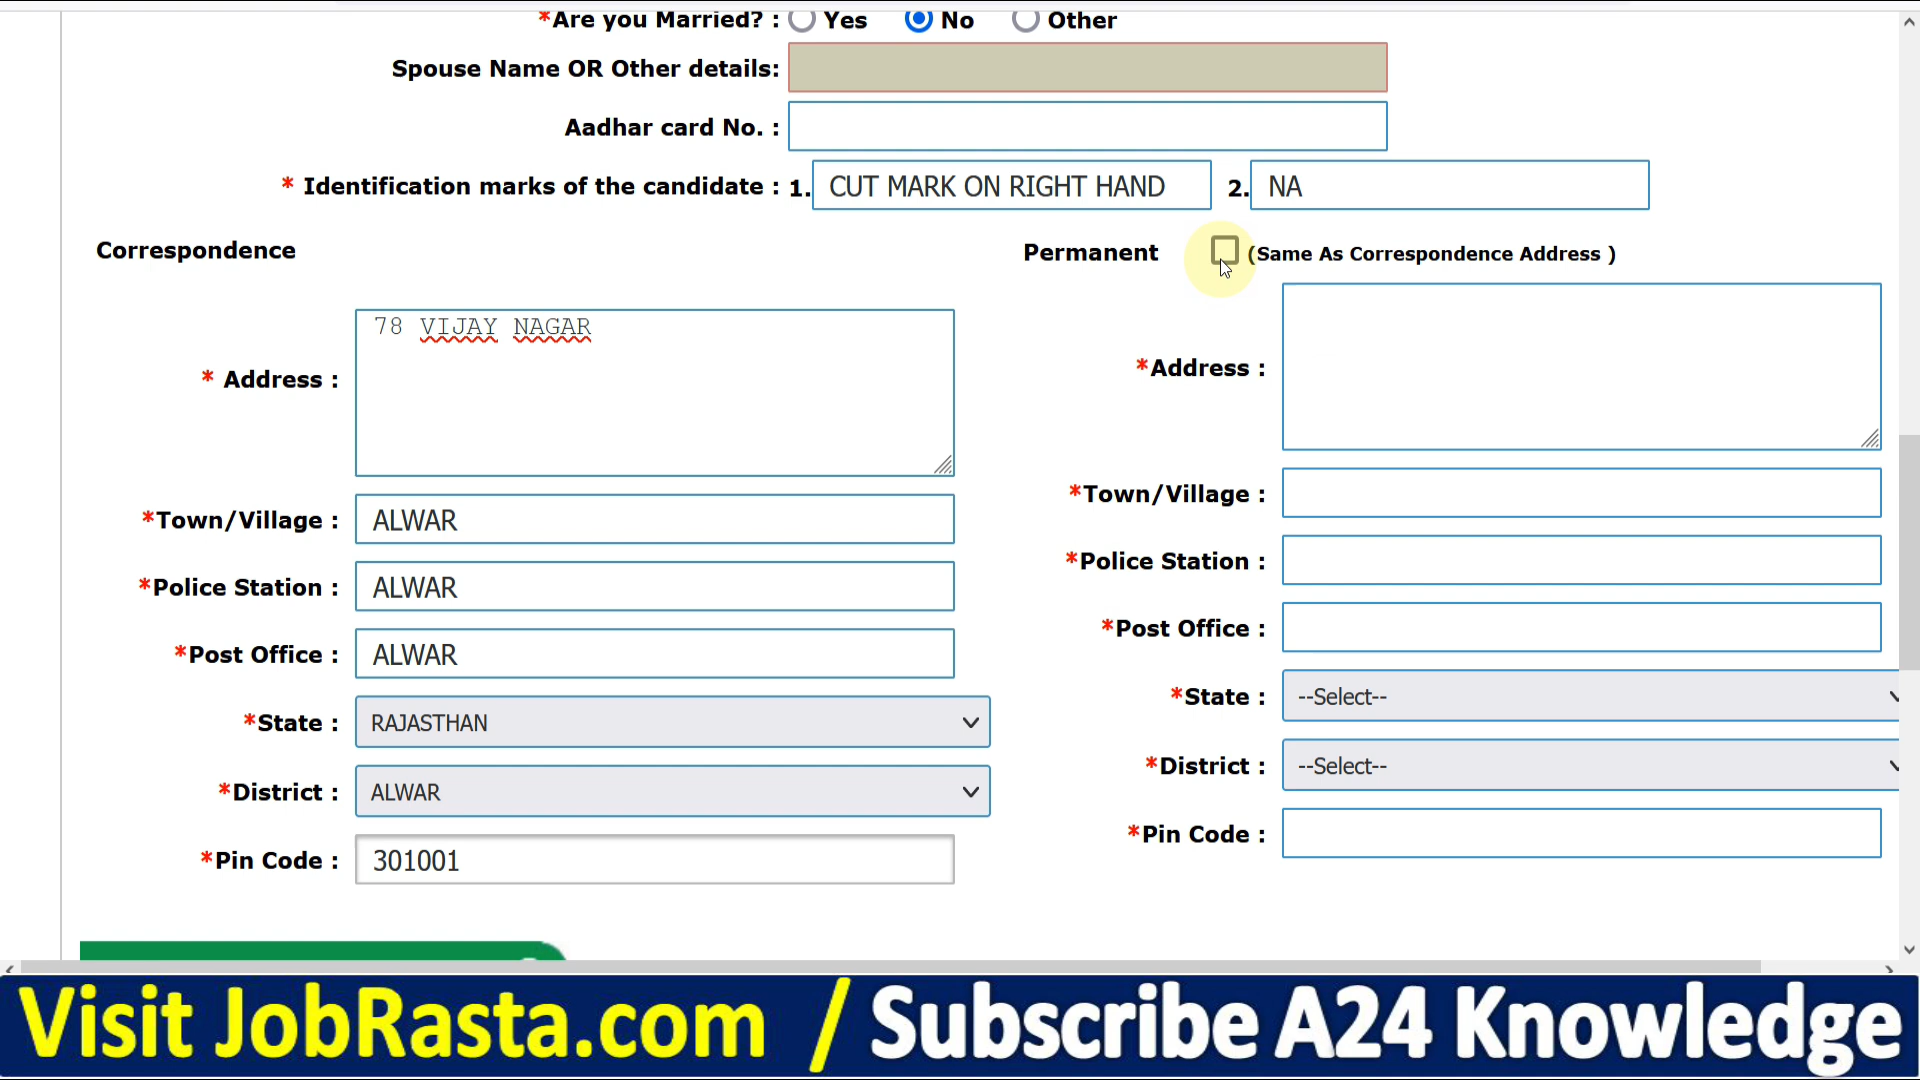 *Are you Married? : Yes No Other
Spouse Name OR Other details:
Aadhar card No. :
* Identification marks of the candidate : 1. CUT MARK ON RIGHT HAND 2. NA
Correspondence
Permanent (Same As Correspondence Address )
* Address : 78 VIJAY NAGAR
*Address :
*Town/Village : ALWAR
*Town/Village :
*Police Station : ALWAR
*Police Station :
*Post Office : ALWAR
*Post Office :
*State : RAJASTHAN
*State : --Select--
*District : ALWAR
*District : --Select--
*Pin Code : 301001
*Pin Code :
Visit JobRasta.com / Subscribe A24 Knowledge